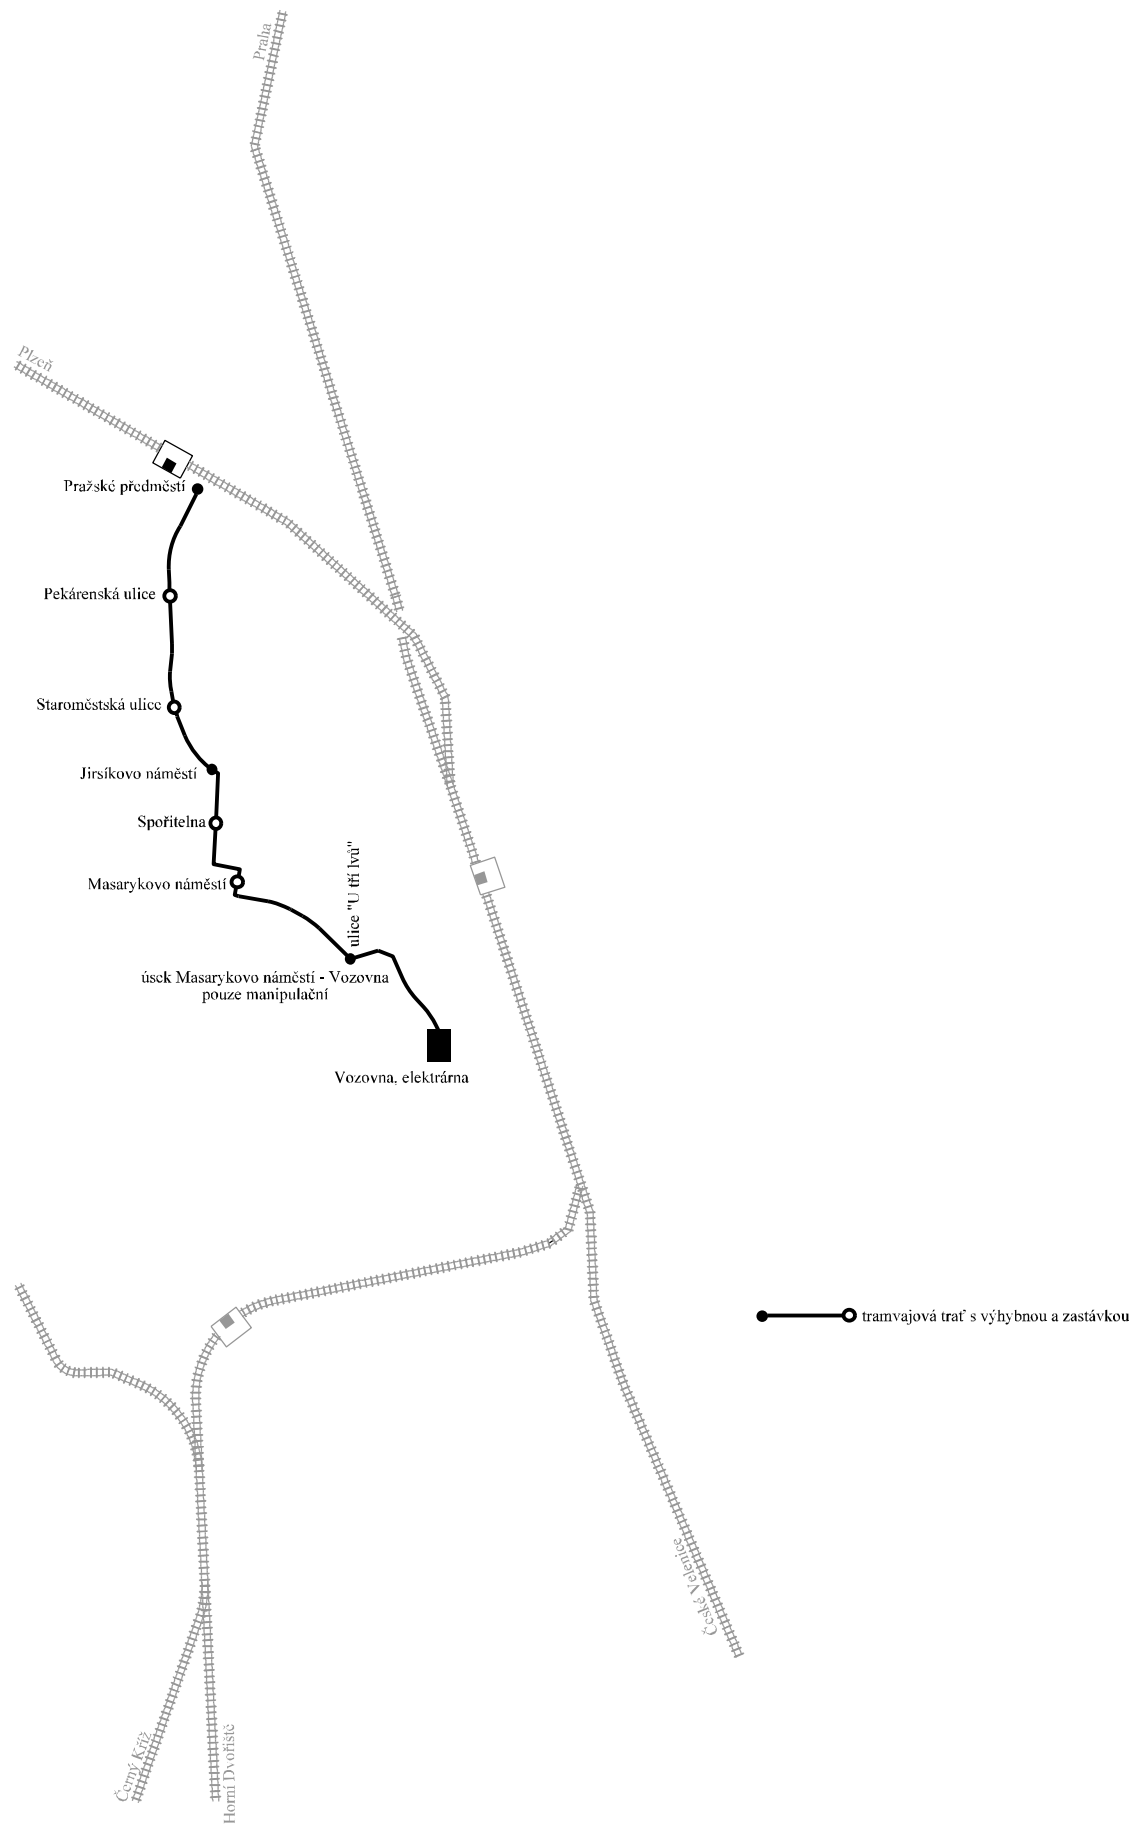 Praha
Plzeň
Pražské předměstí
Pekárenská ulice
Staroměstská ulice
Jirsíkovo náměstí
Spořitelna
Masarykovo náměstí
ulice "U tří lvů"
úsek Masarykovo náměstí - Vozovna
pouze manipulační
Vozovna, elektrárna
tramvajová trať s výhybnou a zastávkou
České Velenice
Černý Kříž
Horní Dvořiště